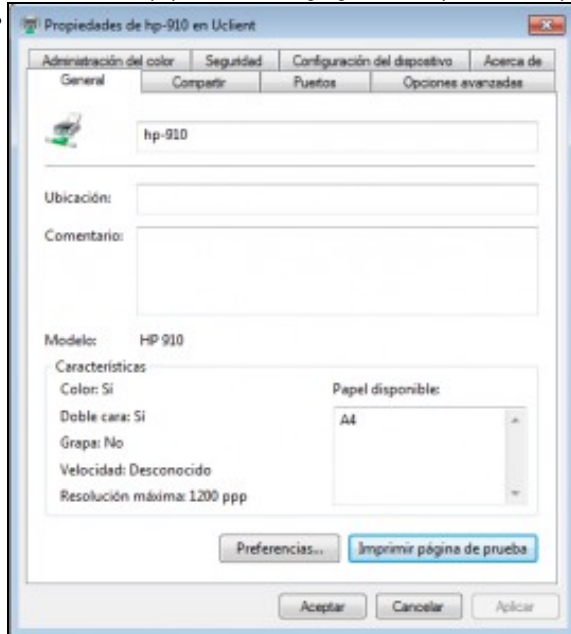 Propiedades de hp-910 en Uclient
Administración del color Seguridad Configuración del dispositivo Acerca de
General Compartir Puertos Opciones avanzadas
hp-910
Ubicación:
Comentario:
Modelo: HP 910
Características
Color: Sí Papel disponible:
Doble cara: Sí A4
Grapa: No
Velocidad: Desconocido
Resolución máxima: 1200 ppp
Preferencias... Imprimir página de prueba
Aceptar Cancelar Aplicar